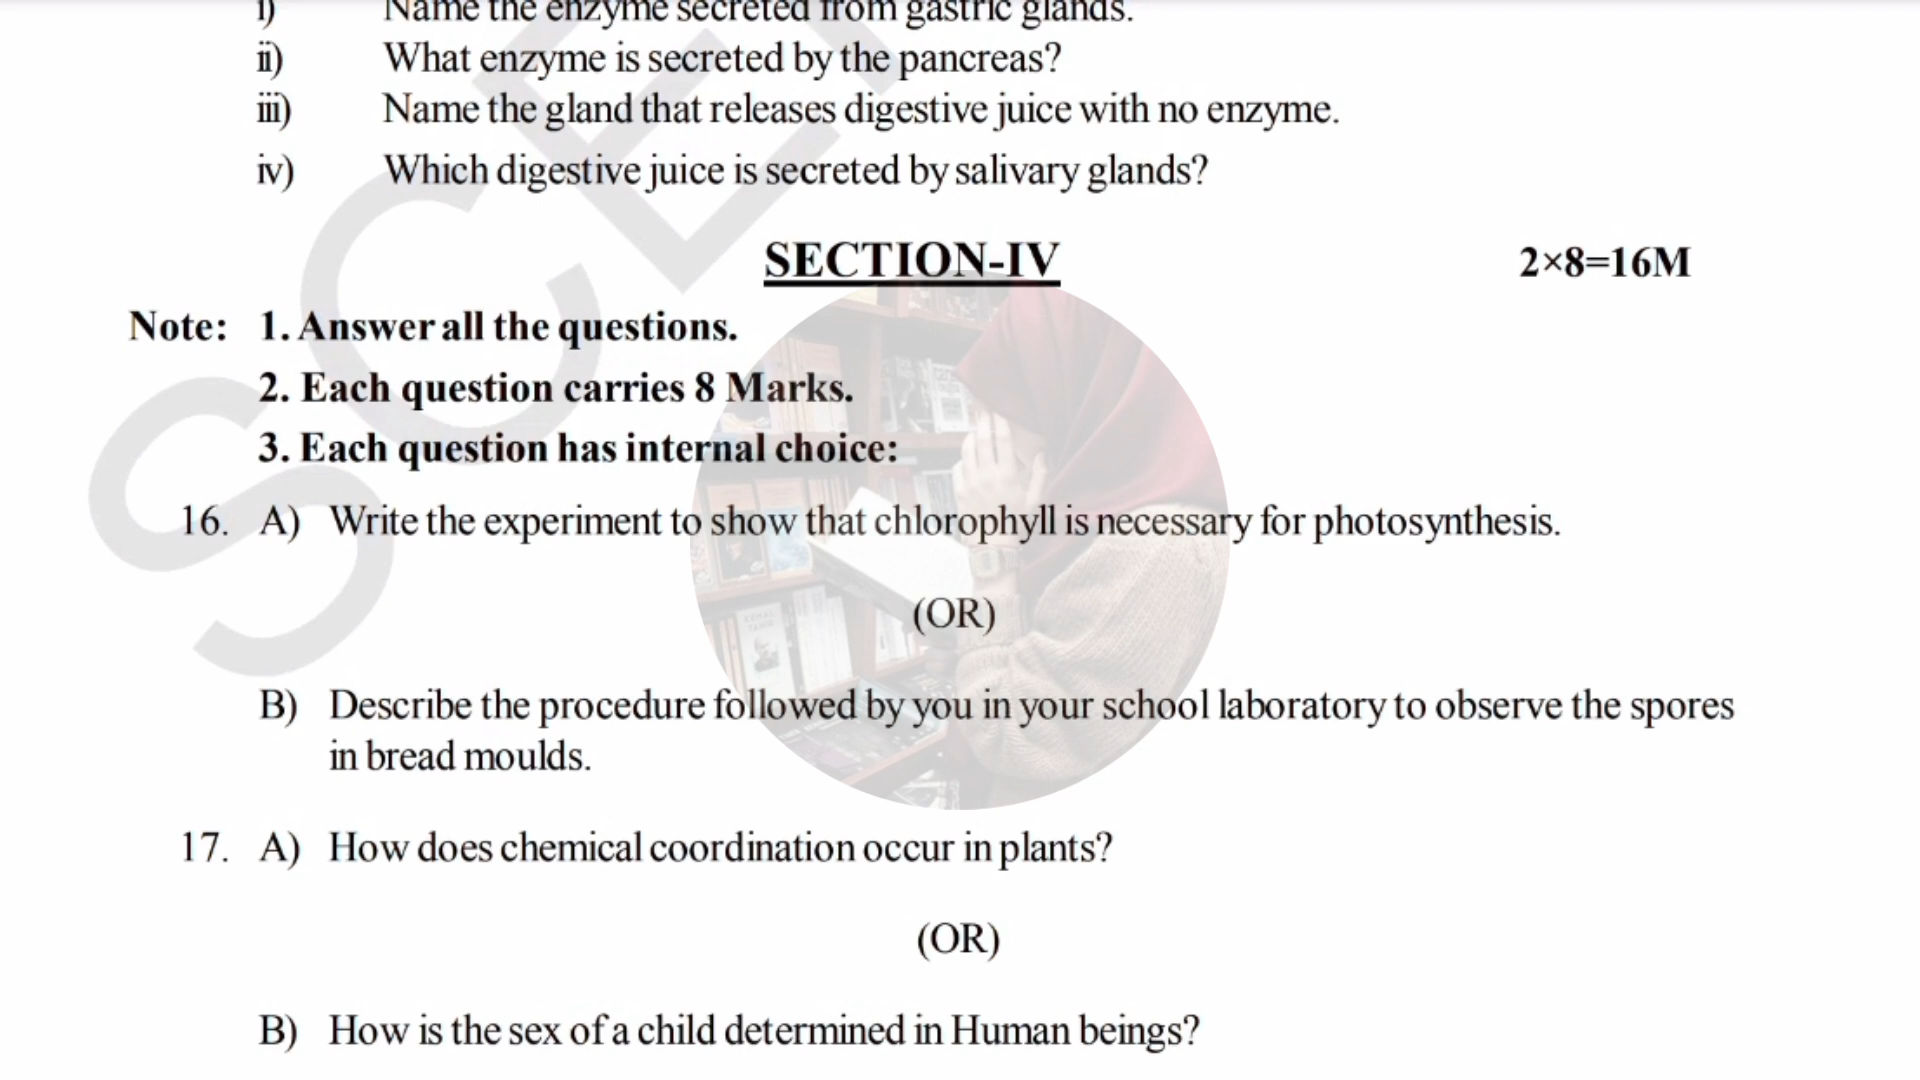 i) Name the enzyme secreted from gastric glands.
ii) What enzyme is secreted by the pancreas?
iii) Name the gland that releases digestive juice with no enzyme.
iv) Which digestive juice is secreted by salivary glands?
SECTION-IV 2×8=16M
Note: 1. Answer all the questions.
2. Each question carries 8 Marks.
3. Each question has internal choice:
16. A) Write the experiment to show that chlorophyll is necessary for photosynthesis.
(OR)
B) Describe the procedure followed by you in your school laboratory to observe the spores
in bread moulds.
17. A) How does chemical coordination occur in plants?
(OR)
B) How is the sex of a child determined in Human beings?